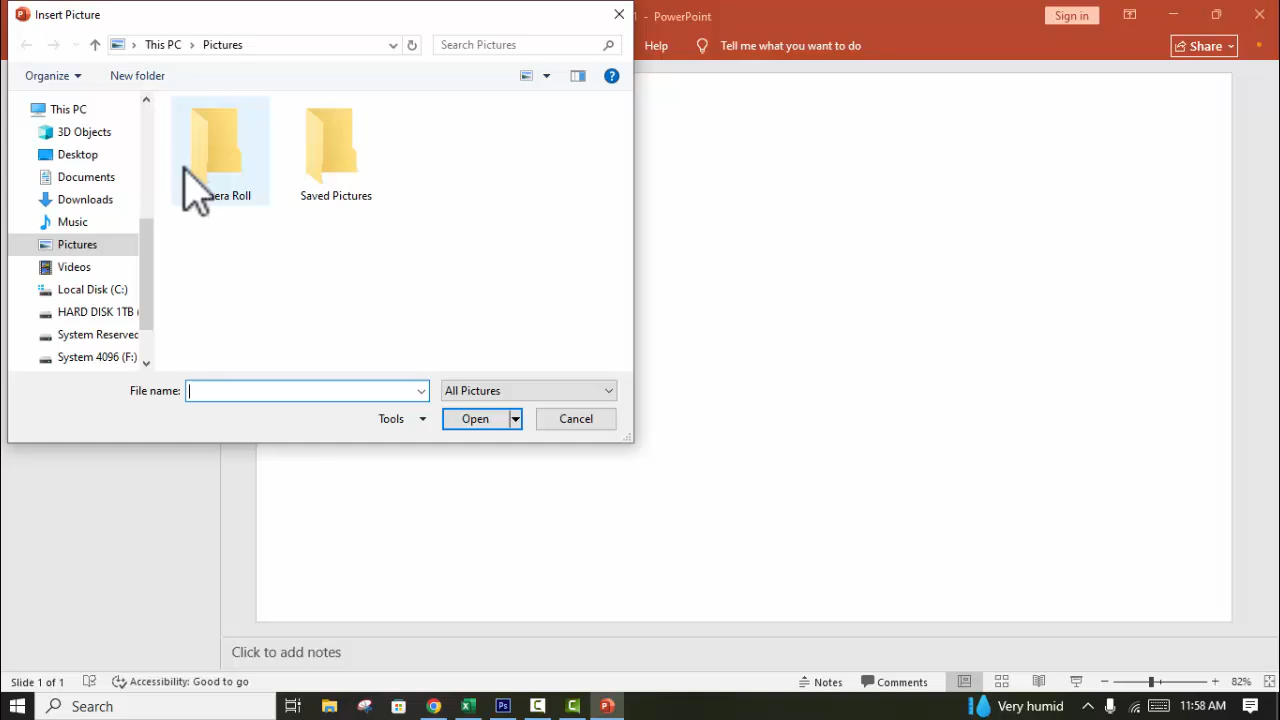 Insert Picture
1 - PowerPoint
Sign in
This PC
Pictures
Search Pictures
Help
Tell me what you want to do
Share
Organize
New folder
This PC
3D Objects
Desktop
Documents
Downloads
Music
Pictures
Videos
Local Disk (C:)
HARD DISK 1TB (
System Reserved
System 4096 (F:)
era Roll
Saved Pictures
File name:
All Pictures
Tools
Open
Cancel
Click to add notes
Slide 1 of 1
Accessibility: Good to go
Notes
Comments
82%
Search
Very humid
11:58 AM